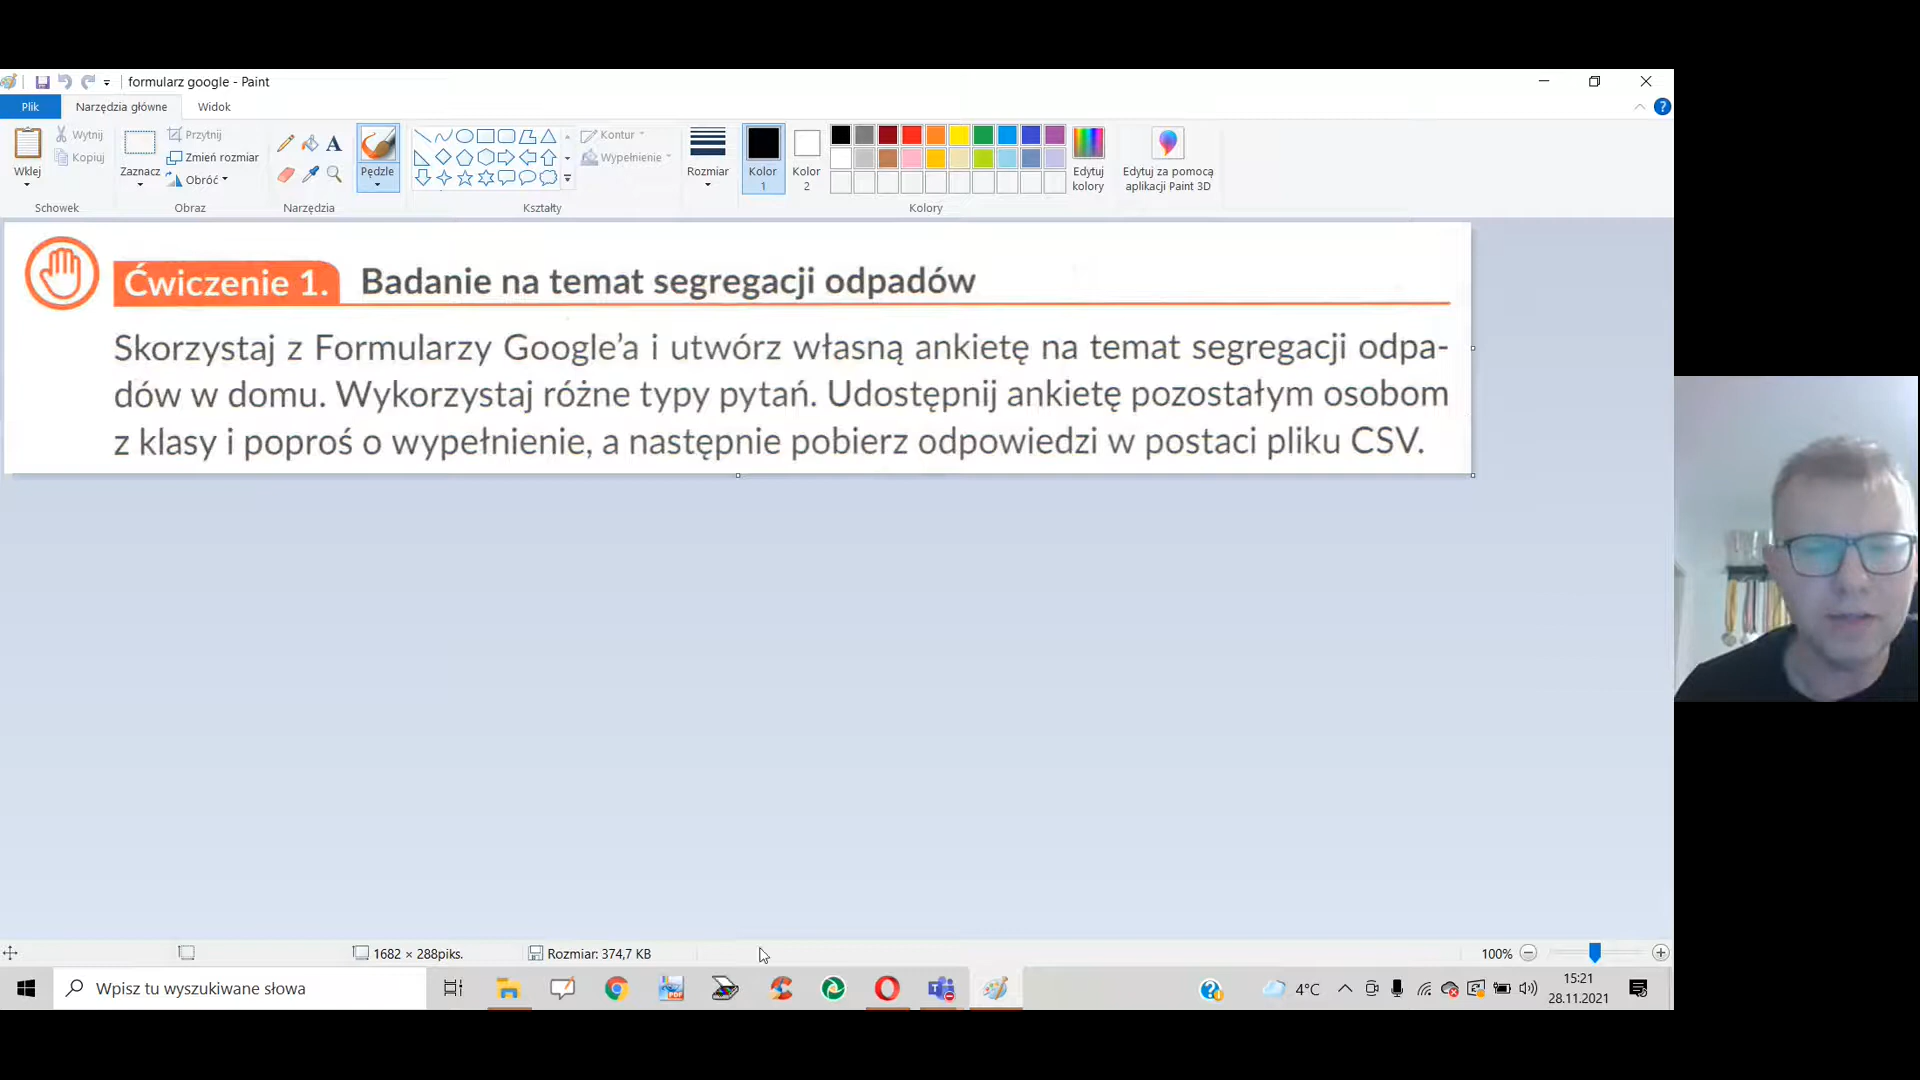 formularz google - Paint
Plik
Narzędzia główne
Widok
Wklej
Wytnij
Kopiuj
Schowek
Zaznacz
Przytnij
Zmień rozmiar
Obróć
Obraz
Narzędzia
Pędzle
Kształty
Kontur
Wypełnienie
Rozmiar
Kolor
1
Kolor
2
Kolory
Edytuj
kolory
Edytuj za pomocą
aplikacji Paint 3D
Ćwiczenie 1. Badanie na temat segregacji odpadów
Skorzystaj z Formularzy Google’a i utwórz własną ankietę na temat segregacji odpa-
dów w domu. Wykorzystaj różne typy pytań. Udostępnij ankietę pozostałym osobom
z klasy i poproś o wypełnienie, a następnie pobierz odpowiedzi w postaci pliku CSV.
1682 × 288piks.
Rozmiar: 374,7 KB
100%
Wpisz tu wyszukiwane słowa
PDF
4°C
15:21
28.11.2021